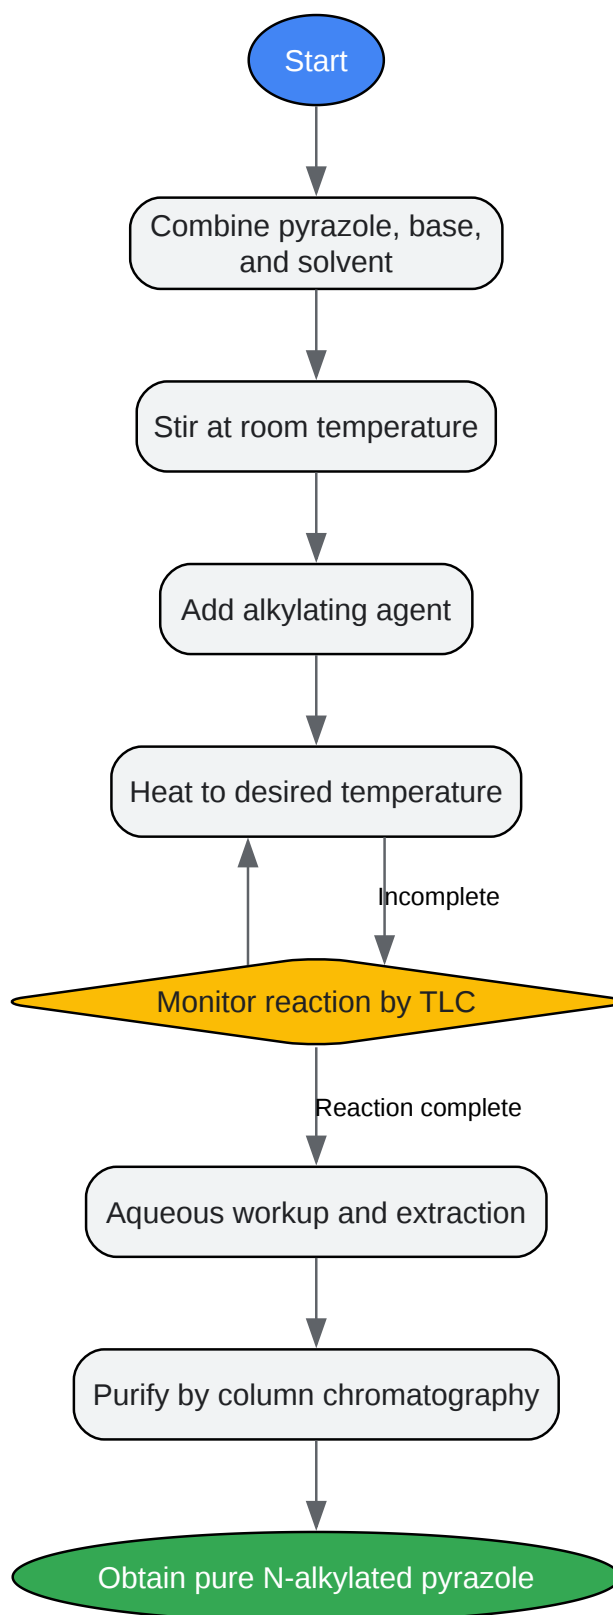 Start
Combine pyrazole, base,
and solvent
Stir at room temperature
Add alkylating agent
Heat to desired temperature
Incomplete
Monitor reaction by TLC
Reaction complete
Aqueous workup and extraction
Purify by column chromatography
Obtain pure N-alkylated pyrazole